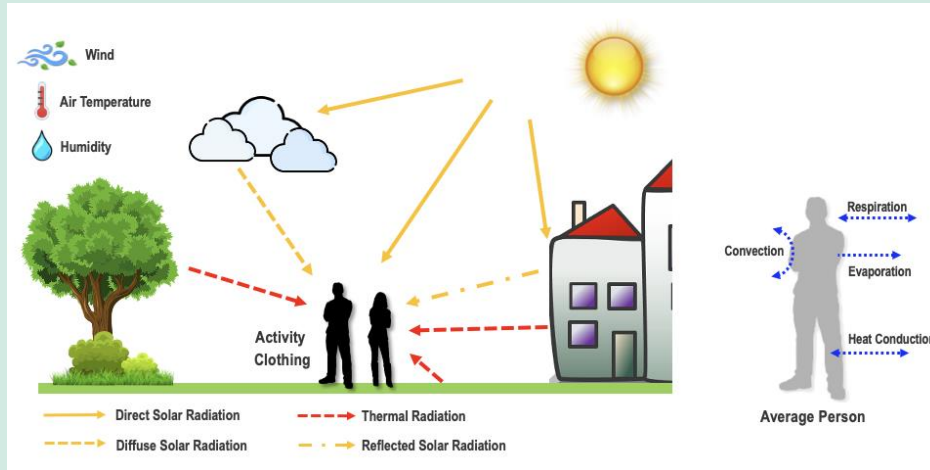 Wind
Air Temperature
Humidity
Activity
Clothing
Direct Solar Radiation
Thermal Radiation
Diffuse Solar Radiation
Reflected Solar Radiation
Respiration
Convection
Evaporation
Heat Conduction
Average Person